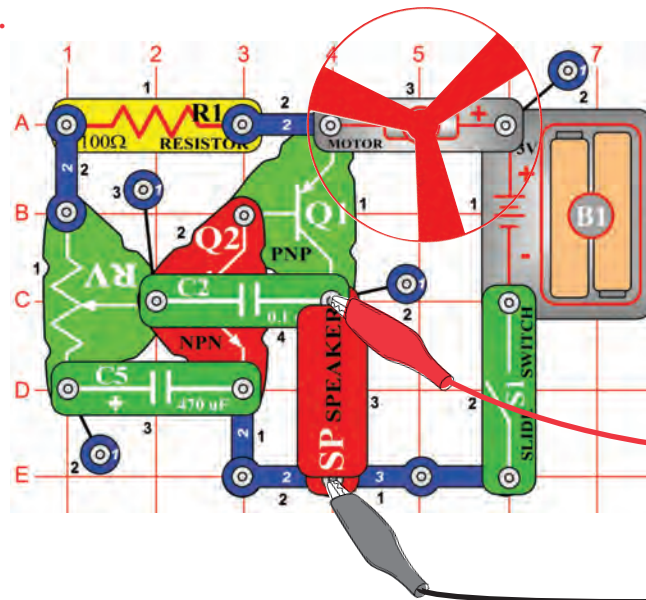 1 2 3 4 5 7
1 2 3 2
A R1 2 + 1
100Ω RESISTOR MOTOR 3V
2 2 3 +
B 2 Q2 Q1 1 1 B1
1 RV PNP -
C C2 1
0.1 2
NPN 4
SPEAKER SLIDE SWITCH
D C5 3 2 S1
+ 470 uF
3 1
2 1 SP
E 2 3
2 1